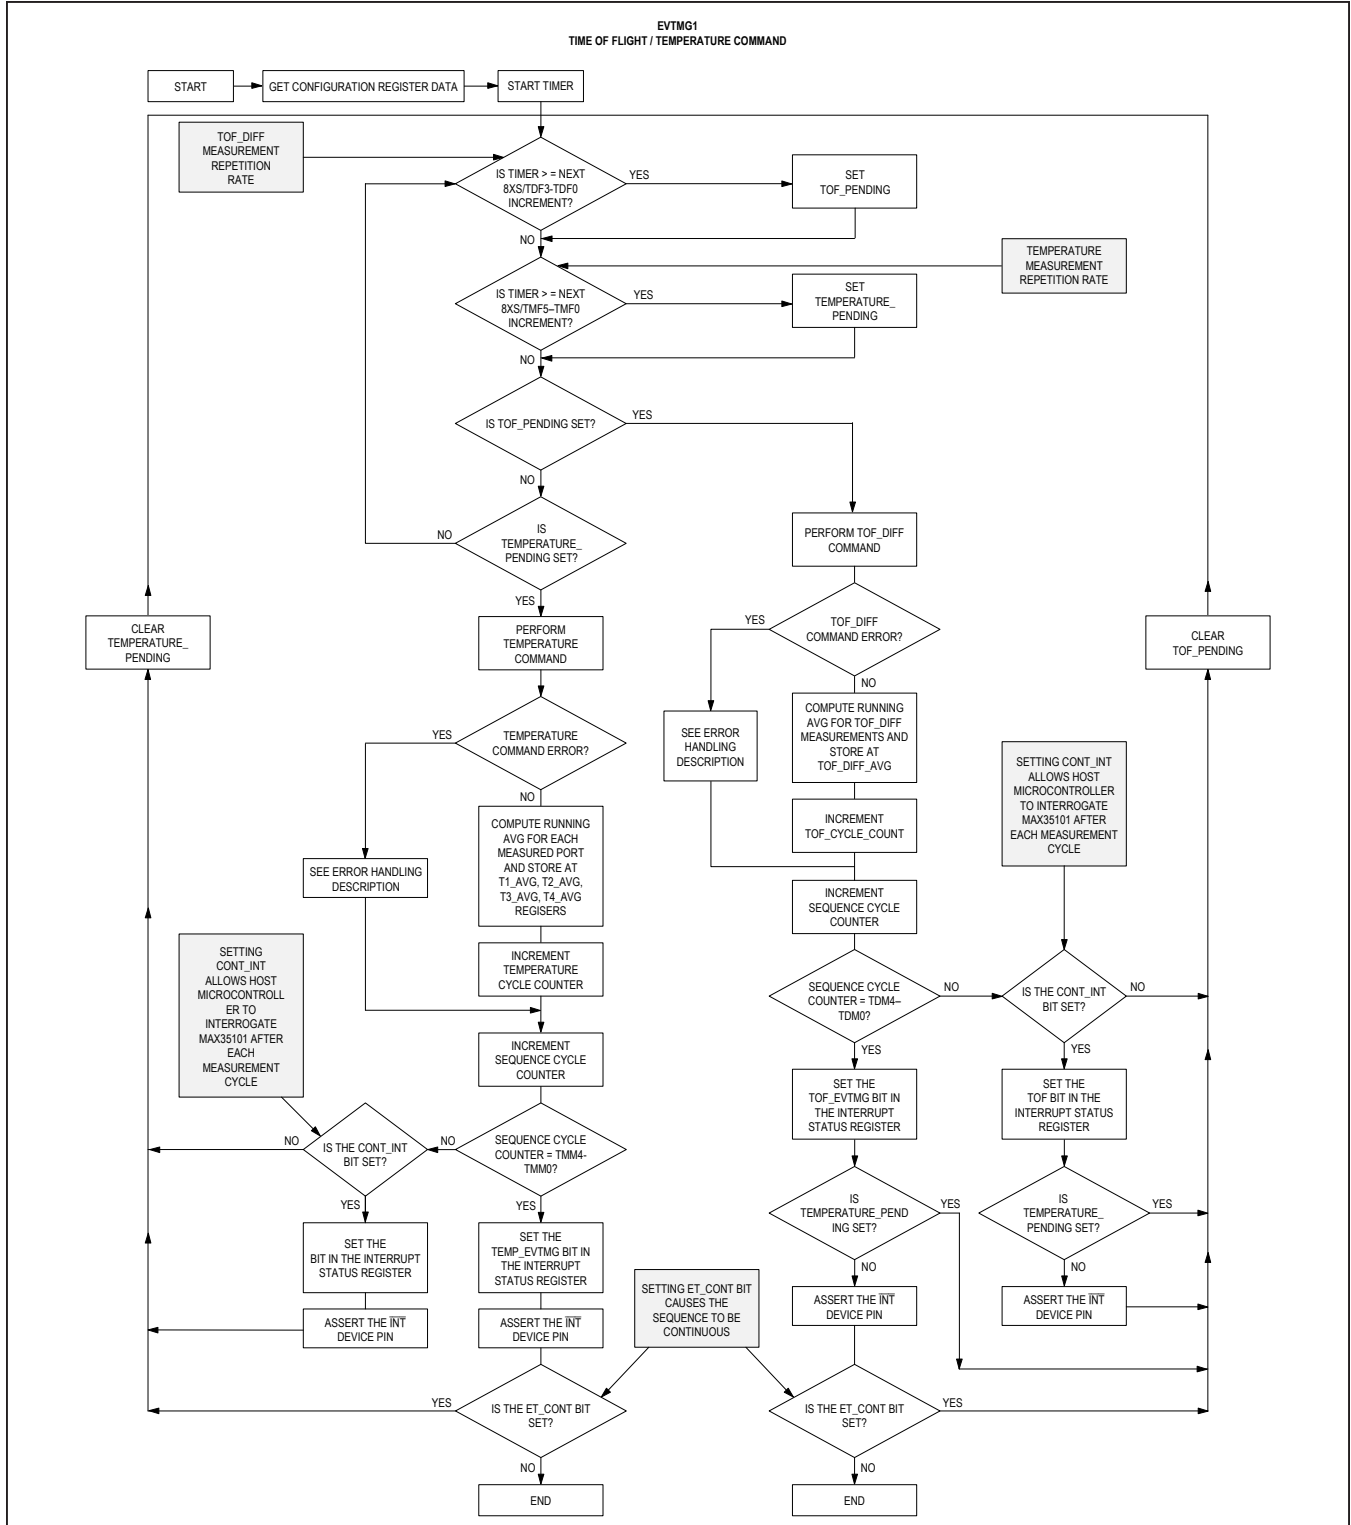 EVTMG1
TIME OF FLIGHT / TEMPERATURE COMMAND
START
GET CONFIGURATION REGISTER DATA
START TIMER
TOF_DIFF
MEASUREMENT
REPETITION
RATE
IS TIMER > = NEXT
8XS/TDF3-TDF0
INCREMENT?
YES
SET
TOF_PENDING
NO
TEMPERATURE
MEASUREMENT
REPETITION RATE
IS TIMER > = NEXT
8XS/TMF5–TMF0
INCREMENT?
YES
SET
TEMPERATURE_
PENDING
NO
IS TOF_PENDING SET?
YES
NO
IS
TEMPERATURE_
PENDING SET?
NO
YES
PERFORM TOF_DIFF
COMMAND
CLEAR
TEMPERATURE_
PENDING
PERFORM
TEMPERATURE
COMMAND
TOF_DIFF
COMMAND ERROR?
YES
NO
CLEAR
TOF_PENDING
TEMPERATURE
COMMAND ERROR?
YES
NO
SEE ERROR
HANDLING
DESCRIPTION
COMPUTE RUNNING
AVG FOR TOF_DIFF
MEASUREMENTS AND
STORE AT
TOF_DIFF_AVG
SETTING CONT_INT
ALLOWS HOST
MICROCONTROLLER
TO INTERROGATE
MAX35101 AFTER
EACH MEASUREMENT
CYCLE
INCREMENT
TOF_CYCLE_COUNT
COMPUTE RUNNING
AVG FOR EACH
MEASURED PORT
AND STORE AT
T1_AVG, T2_AVG,
T3_AVG, T4_AVG
REGISERS
SEE ERROR HANDLING
DESCRIPTION
INCREMENT
SEQUENCE CYCLE
COUNTER
SETTING
CONT_INT
ALLOWS HOST
MICROCONTROLL
ER TO
INTERROGATE
MAX35101 AFTER
EACH
MEASUREMENT
CYCLE
INCREMENT
TEMPERATURE
CYCLE COUNTER
SEQUENCE CYCLE
COUNTER = TDM4–
TDM0?
NO
YES
IS THE CONT_INT
BIT SET?
NO
YES
INCREMENT
SEQUENCE CYCLE
COUNTER
SET THE
TOF_EVTMG BIT IN
THE INTERRUPT
STATUS REGISTER
SET THE
TOF BIT IN THE
INTERRUPT STATUS
REGISTER
NO
IS THE CONT_INT
BIT SET?
YES
NO
SEQUENCE CYCLE
COUNTER = TMM4-
TMM0?
YES
IS
TEMPERATURE_PEND
ING SET?
YES
NO
IS
TEMPERATURE_
PENDING SET?
YES
NO
SET THE
BIT IN THE INTERRUPT
STATUS REGISTER
SET THE
TEMP_EVTMG BIT IN
THE INTERRUPT
STATUS REGISTER
SETTING ET_CONT BIT
CAUSES THE
SEQUENCE TO BE
CONTINUOUS
ASSERT THE INT
DEVICE PIN
ASSERT THE INT
DEVICE PIN
ASSERT THE INT
DEVICE PIN
ASSERT THE INT
DEVICE PIN
YES
IS THE ET_CONT BIT
SET?
NO
IS THE ET_CONT BIT
SET?
YES
NO
END
END